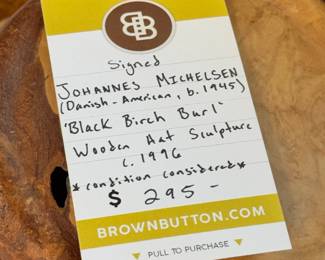 BB
Signed
JOHANNES MICHELSEN
(Danish-American, b. 1945)
'Black Birch Burl'
Wooden Hat Sculpture
c. 1996
*condition considered*
$ 295-
BROWNBUTTON.COM
▼ PULL TO PURCHASE ▼